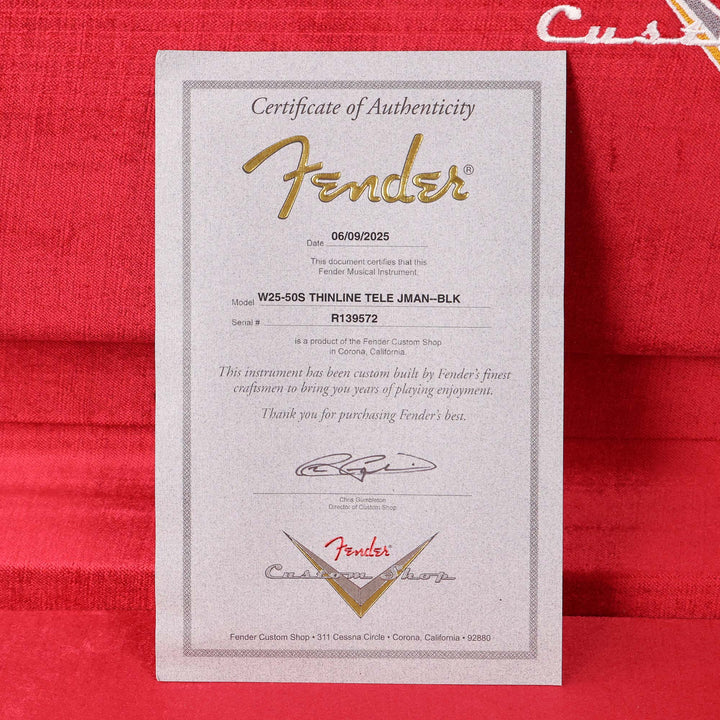 Custom
Certificate of Authenticity
Fender®
Date 06/09/2025
This document certifies that this
Fender Musical Instrument.
Model W25-50S THINLINE TELE JMAN--BLK
Serial # R139572
is a product of the Fender Custom Shop
in Corona, California.
This instrument has been custom built by Fender's finest
craftsmen to bring you years of playing enjoyment.
Thank you for purchasing Fender's best.
Chris Gumbleton
Director of Custom Shop
Fender®
Custom Shop
Fender Custom Shop • 311 Cessna Circle • Corona, California • 92880